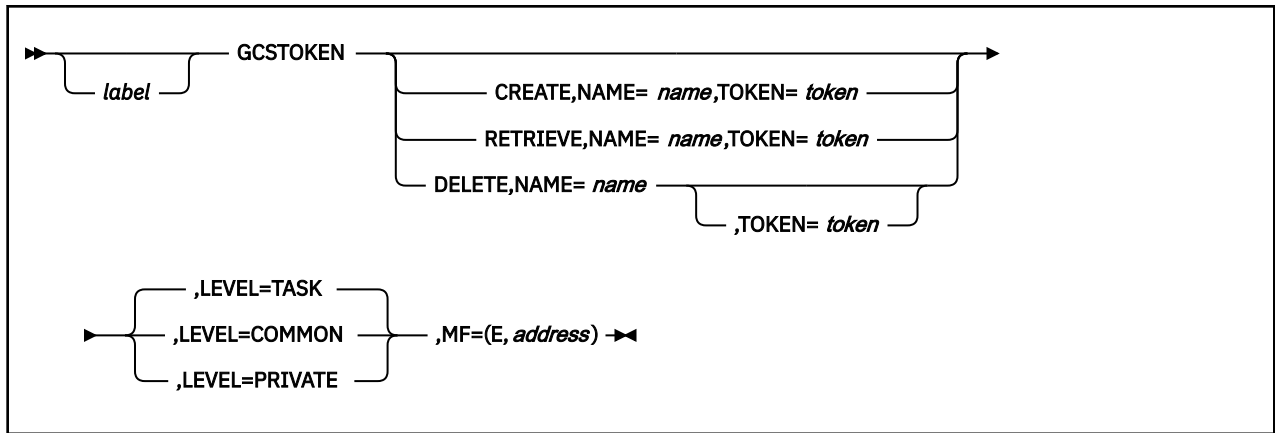 GCSTOKEN
label
CREATE,NAME= name,TOKEN= token
RETRIEVE,NAME= name,TOKEN= token
DELETE,NAME= name
,TOKEN= token
,LEVEL=TASK
,LEVEL=COMMON ,MF=(E, address)
,LEVEL=PRIVATE